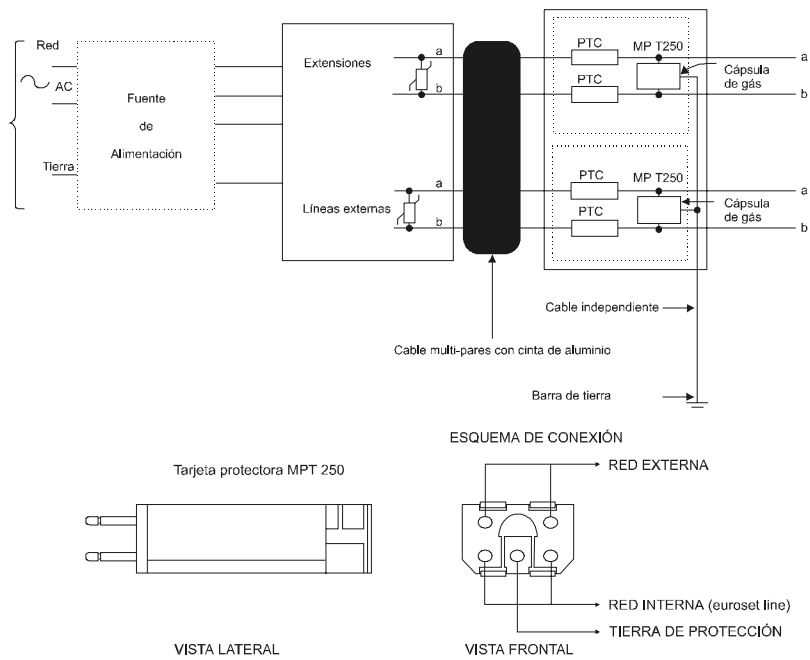 Red
AC
Tierra
Fuente
de
Alimentación
Extensiones
a
b
Líneas externas
a
b
PTC
MP T250
PTC
Cápsula
de gás
a
b
PTC
MP T250
PTC
Cápsula
de gás
a
b
Cable independiente
Cable multi-pares con cinta de aluminio
Barra de tierra
ESQUEMA DE CONEXIÓN
Tarjeta protectora MPT 250
RED EXTERNA
RED INTERNA (euroset line)
TIERRA DE PROTECCIÓN
VISTA LATERAL
VISTA FRONTAL